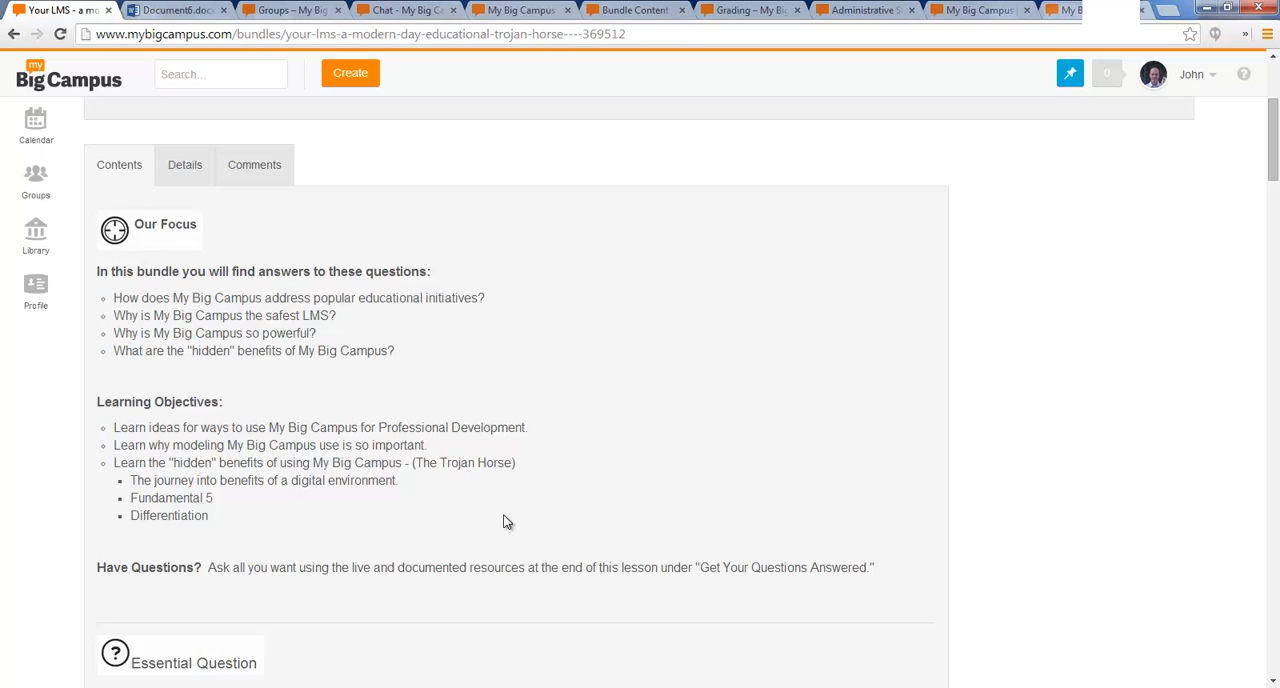 Your LMS - a mo
Document6.docx
Groups – My Big
Chat - My Big Ca
My Big Campus
Bundle Content
Grading – My Big
Administrative S
My Big Campus
My B
www.mybigcampus.com/bundles/your-lms-a-modern-day-educational-trojan-horse----369512
my
Big Campus
Search...
Create
0
John
?
Calendar
Groups
Library
Profile
Contents
Details
Comments
Our Focus
In this bundle you will find answers to these questions:
How does My Big Campus address popular educational initiatives?
Why is My Big Campus the safest LMS?
Why is My Big Campus so powerful?
What are the "hidden" benefits of My Big Campus?
Learning Objectives:
Learn ideas for ways to use My Big Campus for Professional Development.
Learn why modeling My Big Campus use is so important.
Learn the "hidden" benefits of using My Big Campus - (The Trojan Horse)
The journey into benefits of a digital environment.
Fundamental 5
Differentiation
Have Questions? Ask all you want using the live and documented resources at the end of this lesson under "Get Your Questions Answered."
? Essential Question